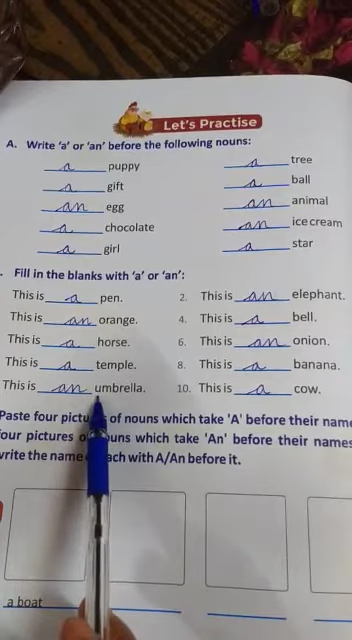 Let's Practise
A. Write 'a' or 'an' before the following nouns:
a puppy
a tree
a gift
a ball
an egg
an animal
a chocolate
an ice cream
a girl
a star
. Fill in the blanks with 'a' or 'an':
This is a pen.
2. This is an elephant.
This is an orange.
4. This is a bell.
This is a horse.
6. This is an onion.
This is a temple.
8. This is a banana.
This is an umbrella.
10. This is a cow.
Paste four of nouns which take 'A' before their name
four pictures which take 'An' before their names
write the name with A/An before it.
a boat